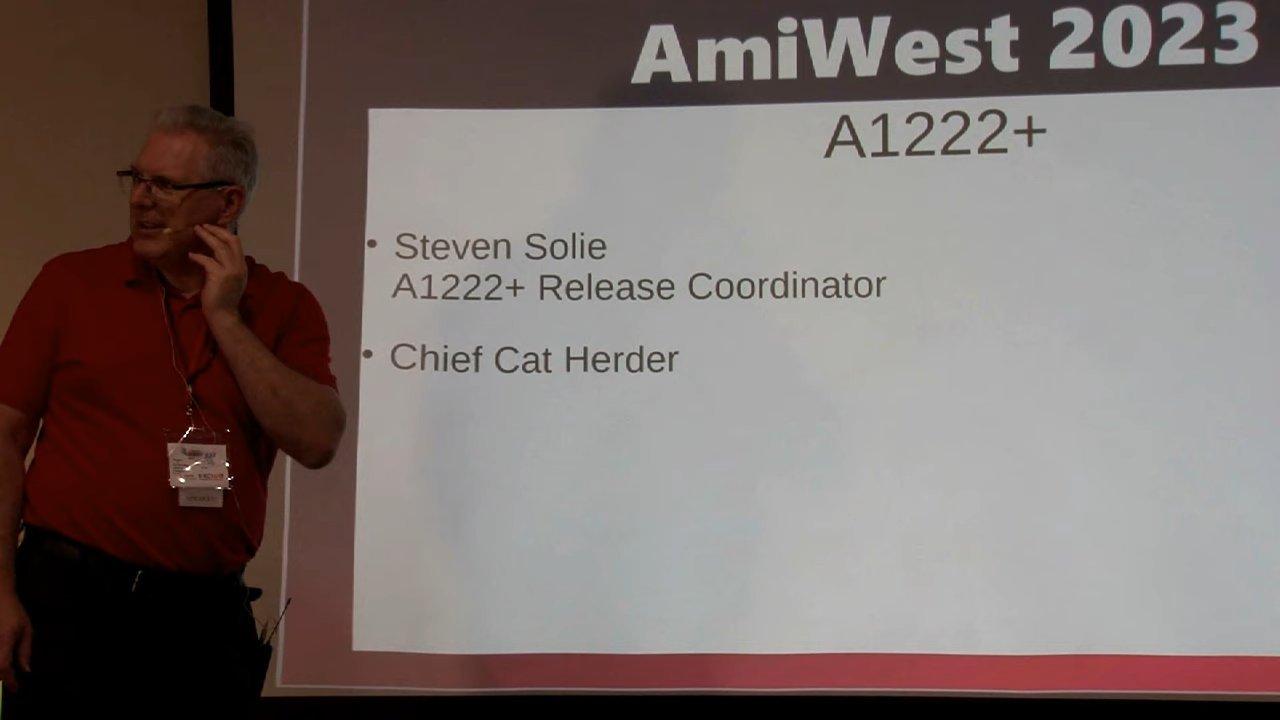 AmiWest 2023
A1222+
• Steven Solie
A1222+ Release Coordinator
• Chief Cat Herder